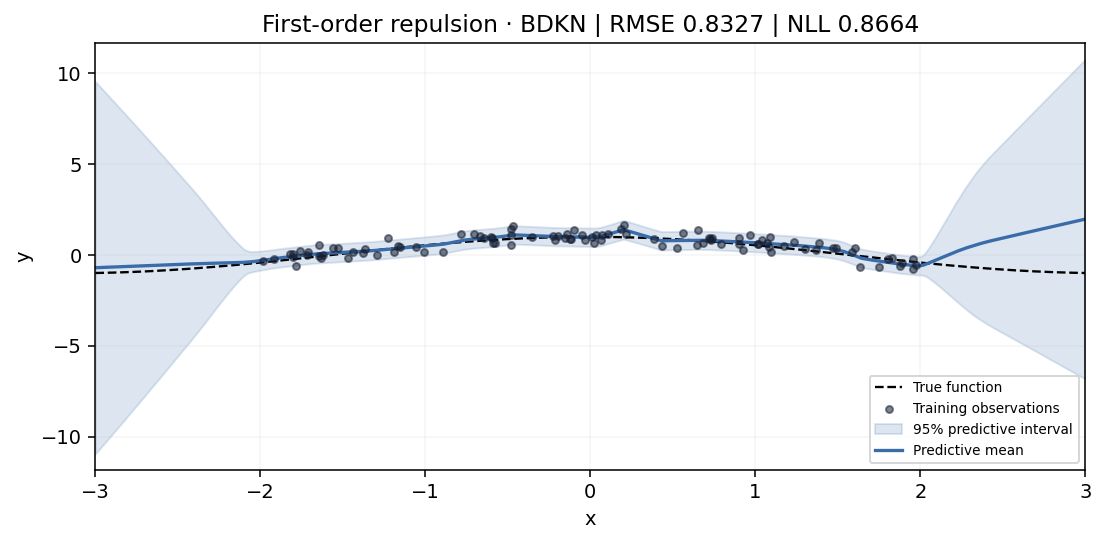 First-order repulsion · BDKN | RMSE 0.8327 | NLL 0.8664
10
5
0
−5
−10
y
−3
−2
−1
0
1
2
3
x
True function
Training observations
95% predictive interval
Predictive mean